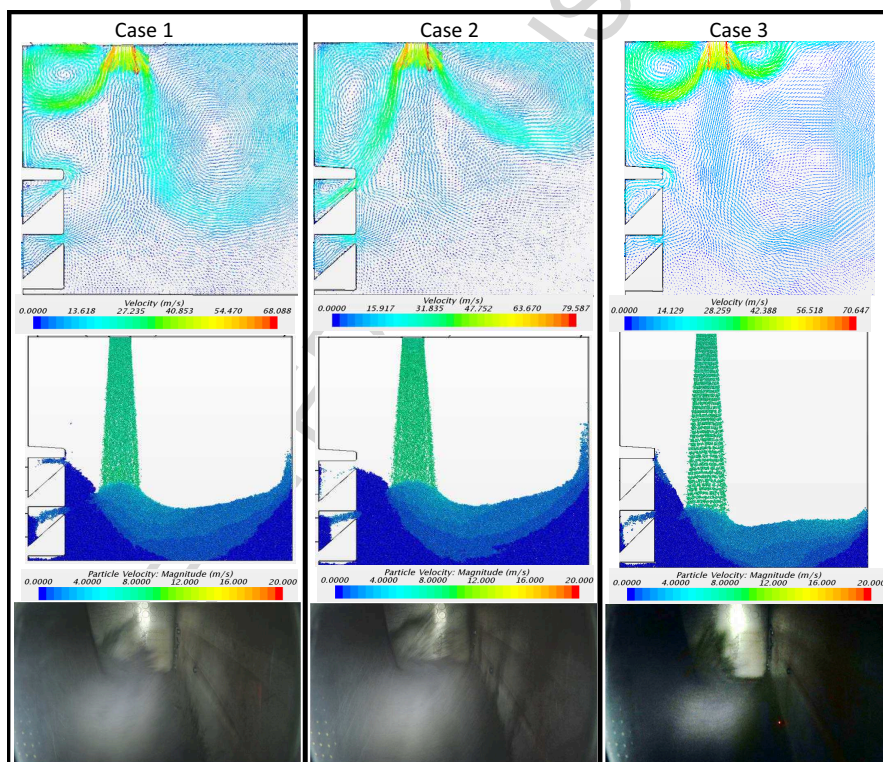 Case 1
Case 2
Case 3
Velocity (m/s)
0.0000 13.618 27.235 40.853 54.470 68.088
Velocity (m/s)
0.0000 15.917 31.835 47.752 63.670 79.587
Velocity (m/s)
0.0000 14.129 28.259 42.388 56.518 70.647
Particle Velocity: Magnitude (m/s)
0.0000 4.0000 8.0000 12.000 16.000 20.000
Particle Velocity: Magnitude (m/s)
0.0000 4.0000 8.0000 12.000 16.000 20.000
Particle Velocity: Magnitude (m/s)
0.0000 4.0000 8.0000 12.000 16.000 20.000